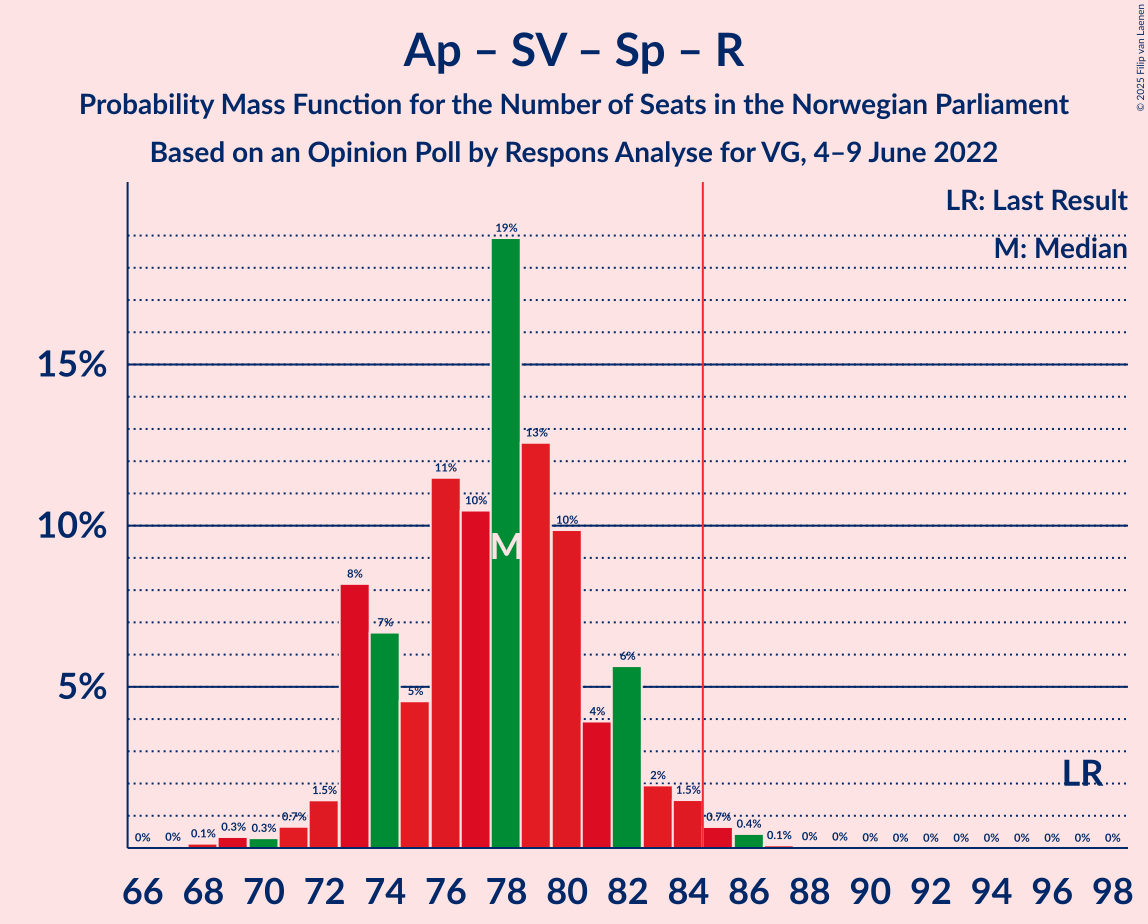 Ap – SV – Sp – R
Probability Mass Function for the Number of Seats in the Norwegian Parliament
Based on an Opinion Poll by Respons Analyse for VG, 4–9 June 2022
© 2025 Filip van Laenen
LR: Last Result
M: Median
15%
10%
5%
0% 0% 0.1% 0.3% 0.3% 0.7% 1.5% 8% 7% 5% 11% 10% 19% 13% 10% 4% 6% 2% 1.5% 0.7% 0.4% 0.1% 0% 0% 0% 0% 0% 0% 0% 0% 0% 0% 0%
M
LR
66 68 70 72 74 76 78 80 82 84 86 88 90 92 94 96 98